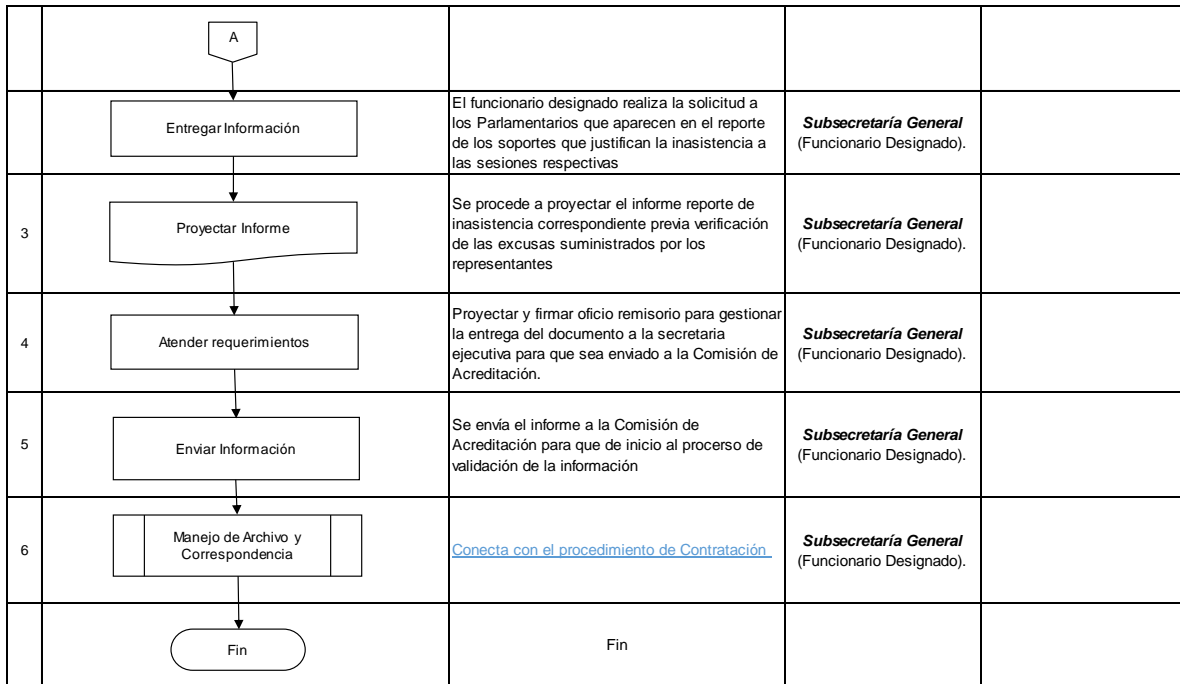 A
Entregar Información
El funcionario designado realiza la solicitud a
los Parlamentarios que aparecen en el reporte
de los soportes que justifican la inasistencia a
las sesiones respectivas
Subsecretaría General
(Funcionario Designado).
3
Proyectar Informe
Se procede a proyectar el informe reporte de
inasistencia correspondiente previa verificación
de las excusas suministrados por los
representantes
Subsecretaría General
(Funcionario Designado).
4
Atender requerimientos
Proyectar y firmar oficio remisorio para gestionar
la entrega del documento a la secretaria
ejecutiva para que sea enviado a la Comisión de
Acreditación.
Subsecretaría General
(Funcionario Designado).
5
Enviar Información
Se envía el informe a la Comisión de
Acreditación para que de inicio al procerso de
validación de la información
Subsecretaría General
(Funcionario Designado).
6
Manejo de Archivo y
Correspondencia
Conecta con el procedimiento de Contratación
Subsecretaría General
(Funcionario Designado).
Fin
Fin